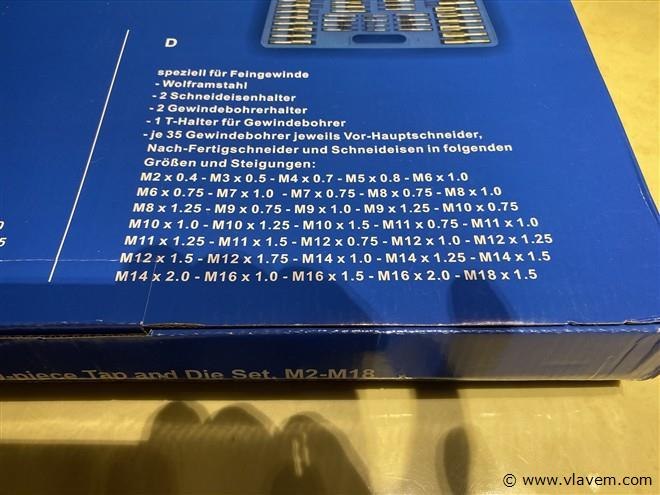 D
speziell für Feingewinde
- Wolframstahl
- 2 Schneideisenhalter
- 2 Gewindebohrerhalter
- 1 T-Halter für Gewindebohrer
- je 35 Gewindebohrer jeweils Vor-Hauptschneider,
Nach-Fertigschneider und Schneideisen in folgenden
Größen und Steigungen:
M2 x 0.4 - M3 x 0.5 - M4 x 0.7 - M5 x 0.8 - M6 x 1.0
M6 x 0.75 - M7 x 1.0 - M7 x 0.75 - M8 x 0.75 - M8 x 1.0
M8 x 1.25 - M9 x 0.75 - M9 x 1.0 - M9 x 1.25 - M10 x 0.75
M10 x 1.0 - M10 x 1.25 - M10 x 1.5 - M11 x 0.75 - M11 x 1.0
M11 x 1.25 - M11 x 1.5 - M12 x 0.75 - M12 x 1.0 - M12 x 1.25
M12 x 1.5 - M12 x 1.75 - M14 x 1.0 - M14 x 1.25 - M14 x 1.5
M14 x 2.0 - M16 x 1.0 - M16 x 1.5 - M16 x 2.0 - M18 x 1.5
5
-piece Tap and Die Set, M2-M18
© www.vlavem.com